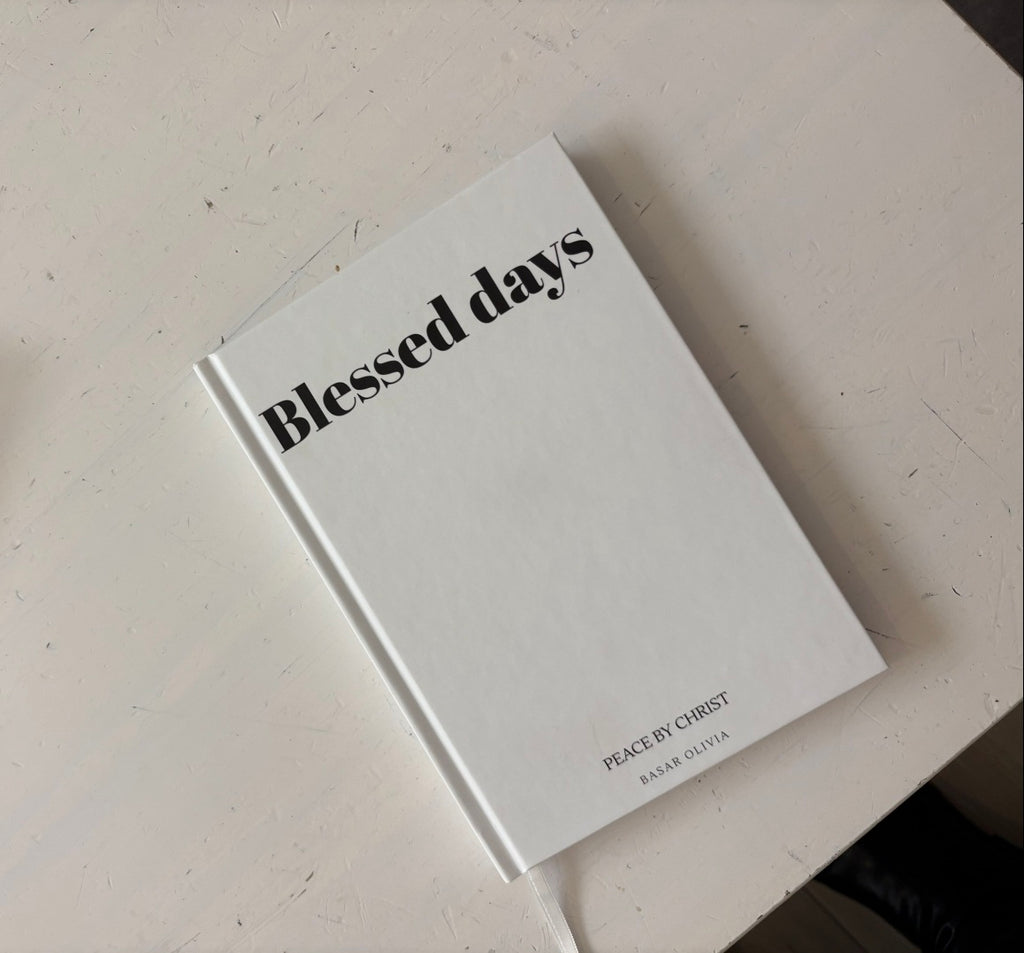 Blessed days
PEACE BY CHRIST
BASAR OLIVIA